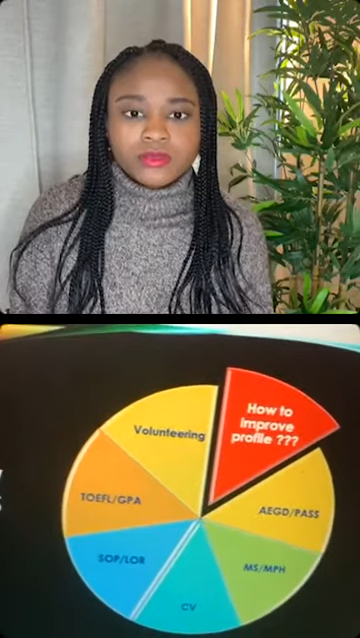 How to
improve
profile ???
Volunteering
AEGD/PASS
TOEFL/GPA
SOP/LOR
MS/MPH
CV